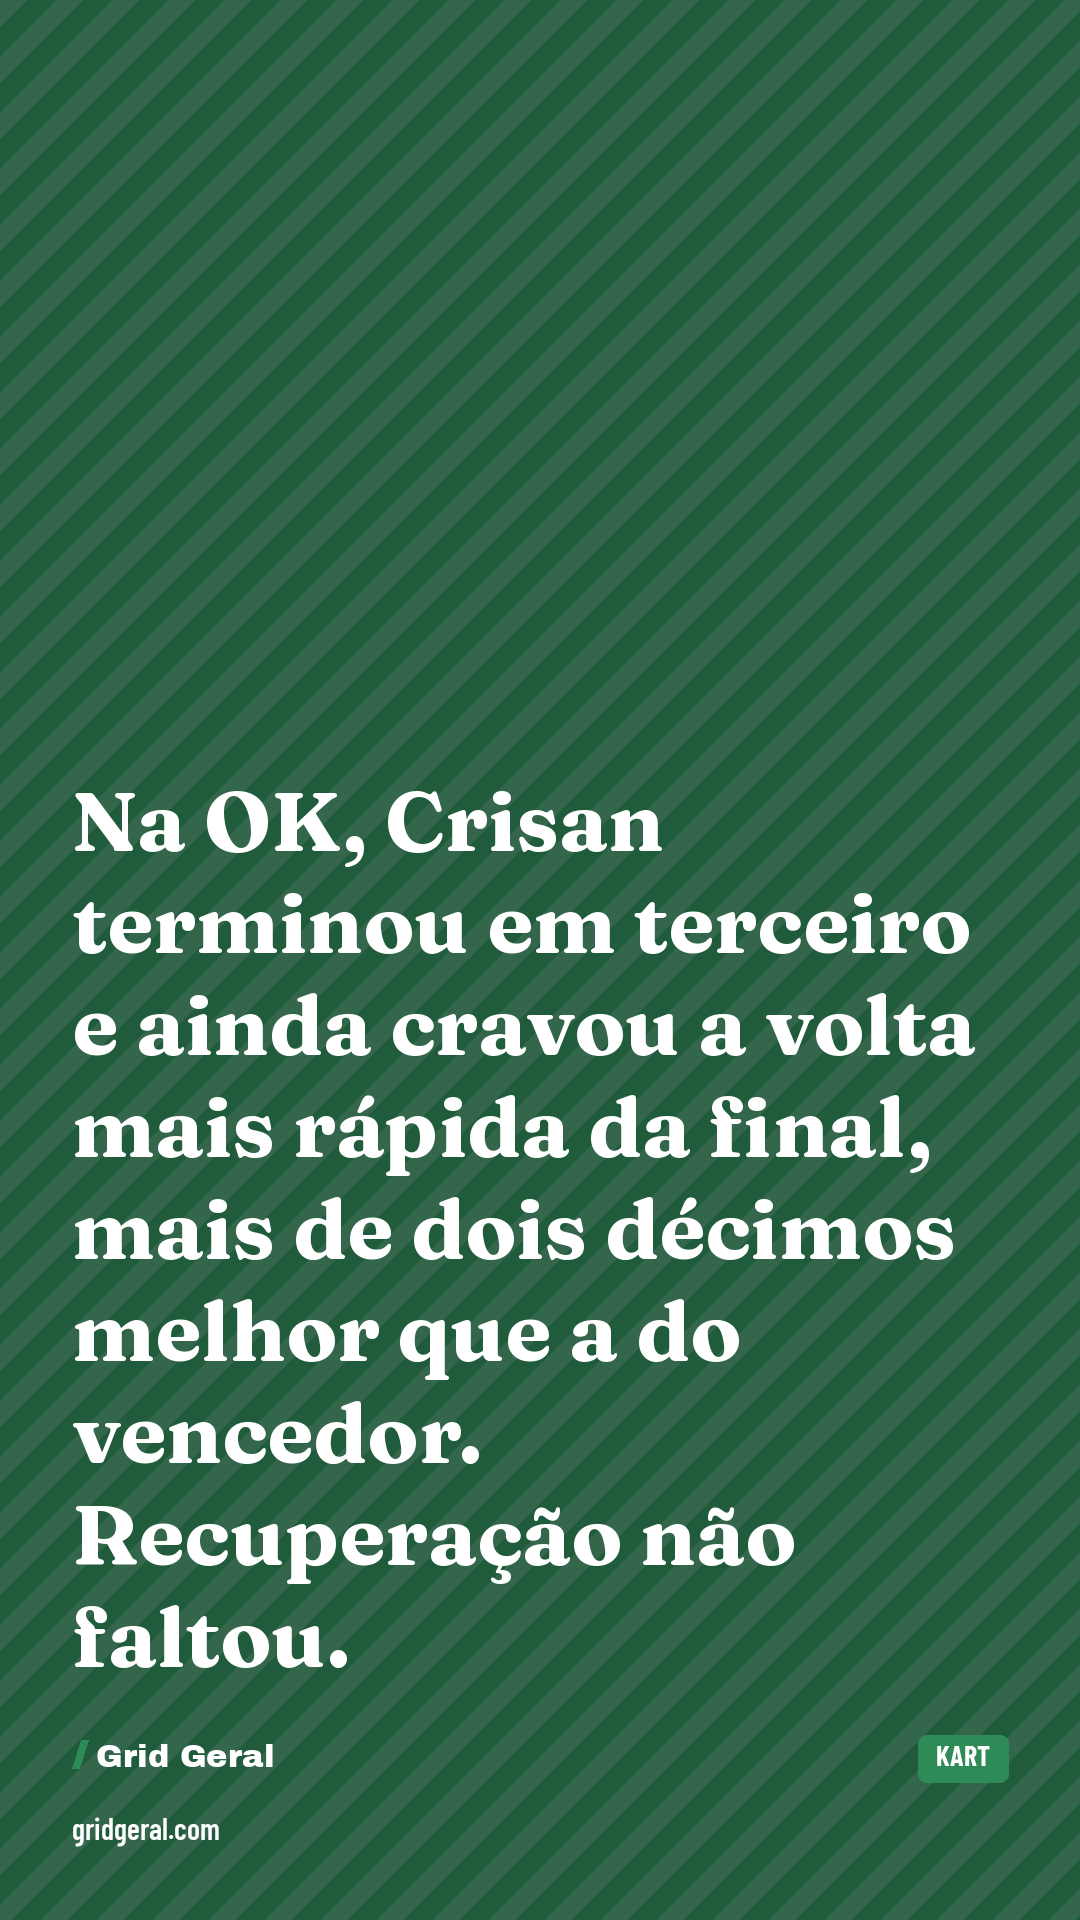 Na OK, Crisan
terminou em terceiro
e ainda cravou a volta
mais rápida da final,
mais de dois décimos
melhor que a do
vencedor.
Recuperação não
faltou.
/ Grid Geral
KART
gridgeral.com